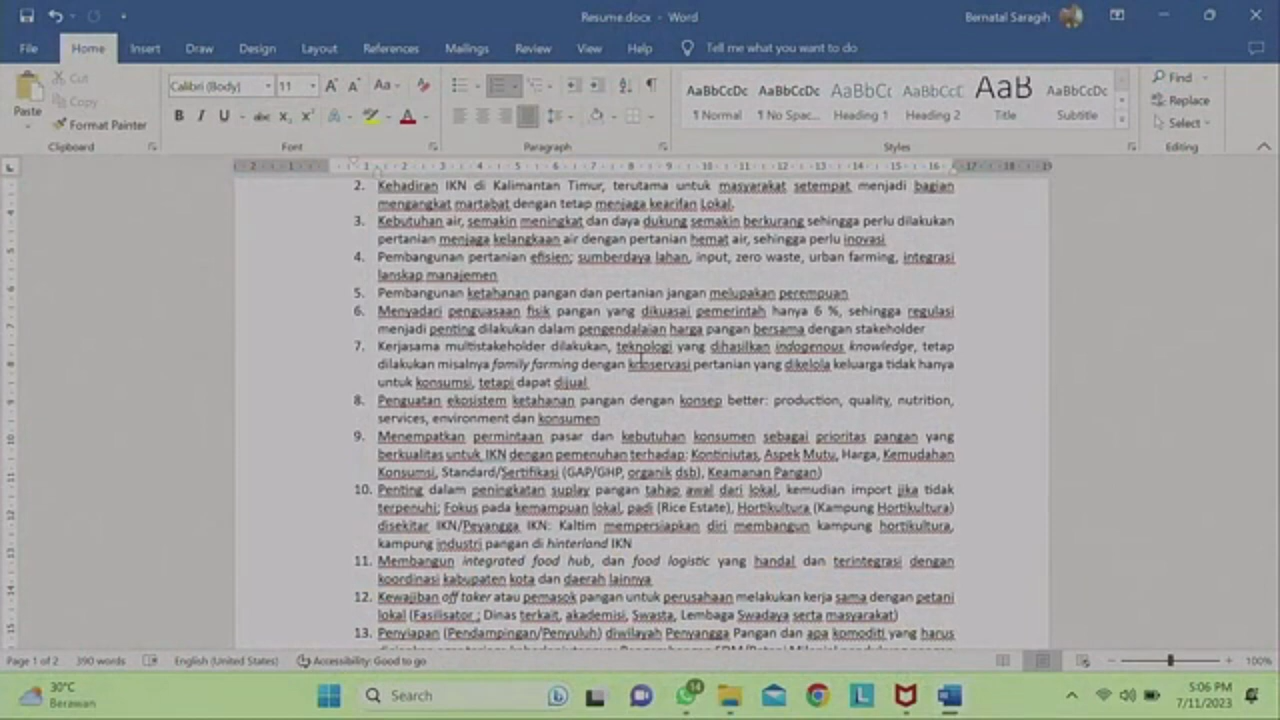 Resume.docx - Word
Bernatal Saragih
File Home Insert Draw Design Layout References Mailings Review View Help Tell me what you want to do
Paste
Cut
Copy
Format Painter
Clipboard
Calibri (Body) 11
Font
Paragraph
AaBbCcDc AaBbCcDc AaBbCc AaBbCcC AaB AaBbCcDc
¶ Normal ¶ No Spac... Heading 1 Heading 2 Title Subtitle
Styles
Find
Replace
Select
Editing
2. Kehadiran IKN di Kalimantan Timur, terutama untuk masyarakat setempat menjadi bagian
mengangkat martabat dengan tetap menjaga kearifan Lokal.
3. Kebutuhan air, semakin meningkat dan daya dukung semakin berkurang sehingga perlu dilakukan
pertanian menjaga kelangkaan air dengan pertanian hemat air, sehingga perlu inovasi
4. Pembangunan pertanian efisien; sumberdaya lahan, input, zero waste, urban farming, integrasi
lanskap manajemen
5. Pembangunan ketahanan pangan dan pertanian jangan melupakan perempuan
6. Menyadari penguasaan fisik pangan yang dikuasai pemerintah hanya 6 %, sehingga regulasi
menjadi penting dilakukan dalam pengendalaian harga pangan bersama dengan stakeholder
7. Kerjasama multistakeholder dilakukan, teknologi yang dihasilkan indogenous knowledge, tetap
dilakukan misalnya family farming dengan konservasi pertanian yang dikelola keluarga tidak hanya
untuk konsumsi, tetapi dapat dijual
8. Penguatan ekosistem ketahanan pangan dengan konsep better: production, quality, nutrition,
services, environment dan konsumen
9. Menempatkan permintaan pasar dan kebutuhan konsumen sebagai prioritas pangan yang
berkualitas untuk IKN dengan pemenuhan terhadap: Kontiniutas, Aspek Mutu, Harga, Kemudahan
Konsumsi, Standard/Sertifikasi (GAP/GHP, organik dsb), Keamanan Pangan)
10. Penting dalam peningkatan suplay pangan tahap awal dari lokal, kemudian import jika tidak
terpenuhi; Fokus pada kemampuan lokal, padi (Rice Estate), Hortikultura (Kampung Hortikultura)
disekitar IKN/Peyangga IKN: Kaltim mempersiapkan diri membangun kampung hortikultura,
kampung industri pangan di hinterland IKN
11. Membangun integrated food hub, dan food logistic yang handal dan terintegrasi dengan
koordinasi kabupaten kota dan daerah lainnya
12. Kewajiban off taker atau pemasok pangan untuk perusahaan melakukan kerja sama dengan petani
lokal (Fasilisator ; Dinas terkait, akademisi, Swasta, Lembaga Swadaya serta masyarakat)
13. Penyiapan (Pendampingan/Penyuluh) diwilayah Penyangga Pangan dan apa komoditi yang harus
Page 1 of 2 390 words English (United States) Accessibility: Good to go 100%
30°C
Berawan
Search
14
5:06 PM
7/11/2023